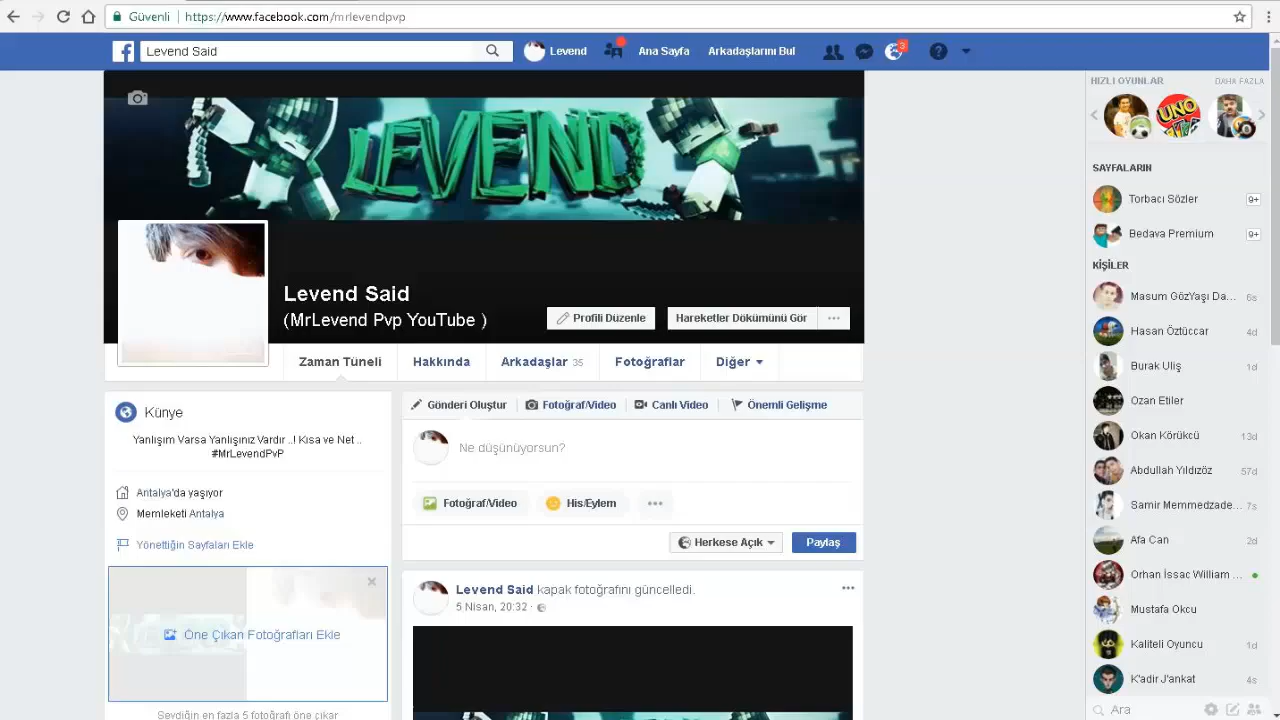 Güvenli
https://www.facebook.com/mrlevendpvp
Levend Said
Levend
Ana Sayfa
Arkadaşlarını Bul
3
HIZLI OYUNLAR
DAHA FAZLA
LEVEND
UNO
SAYFALARIN
Torbacı Sözler
9+
Bedava Premium
9+
KİŞİLER
Masum GözYaşı Da...
6s
Hasan Öztüccar
4d
Burak Uliş
1d
Ozan Etiler
Okan Körükcü
13d
Abdullah Yıldızöz
57d
Samir Memmedzade...
7s
Afa Can
2d
Orhan İssac William ...
Mustafa Okcu
Kaliteli Oyuncu
1d
K'adir J'ankat
4s
Ara
Levend Said
(MrLevend Pvp YouTube )
Profili Düzenle
Hareketler Dökümünü Gör
Zaman Tüneli
Hakkında
Arkadaşlar 35
Fotoğraflar
Diğer
Künye
Yanlişim Varsa Yanlişiniz Vardır ..! Kısa ve Net ..
#MrLevendPvP
Antalya'da yaşıyor
Memleketi Antalya
Yönettiğin Sayfaları Ekle
Öne Çıkan Fotoğrafları Ekle
Sevdiğin en fazla 5 fotoğrafı öne çıkar
Gönderi Oluştur
Fotoğraf/Video
Canlı Video
Önemli Gelişme
Ne düşünüyorsun?
Fotoğraf/Video
His/Eylem
Herkese Açık
Paylaş
Levend Said kapak fotoğrafını güncelledi.
5 Nisan, 20:32